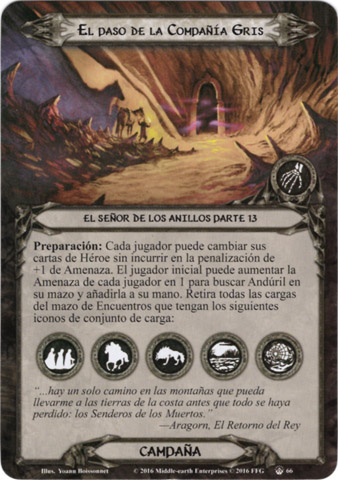 El paso de la Compañía Gris
EL SEÑOR DE LOS ANILLOS PARTE 13
Preparación: Cada jugador puede cambiar sus
cartas de Héroe sin incurrir en la penalización de
+1 de Amenaza. El jugador inicial puede aumentar la
Amenaza de cada jugador en 1 para buscar Andúril en
su mazo y añadirla a su mano. Retira todas las cargas
del mazo de Encuentros que tengan los siguientes
iconos de conjunto de carga:
“...hay un solo camino en las montañas que pueda
llevarme a las tierras de la costa antes que todo se haya
perdido: los Senderos de los Muertos.”
—Aragorn, El Retorno del Rey
CAMPAÑA
Illus. Yoann Boissonnet
© 2016 Middle-earth Enterprises © 2016 FFG
66